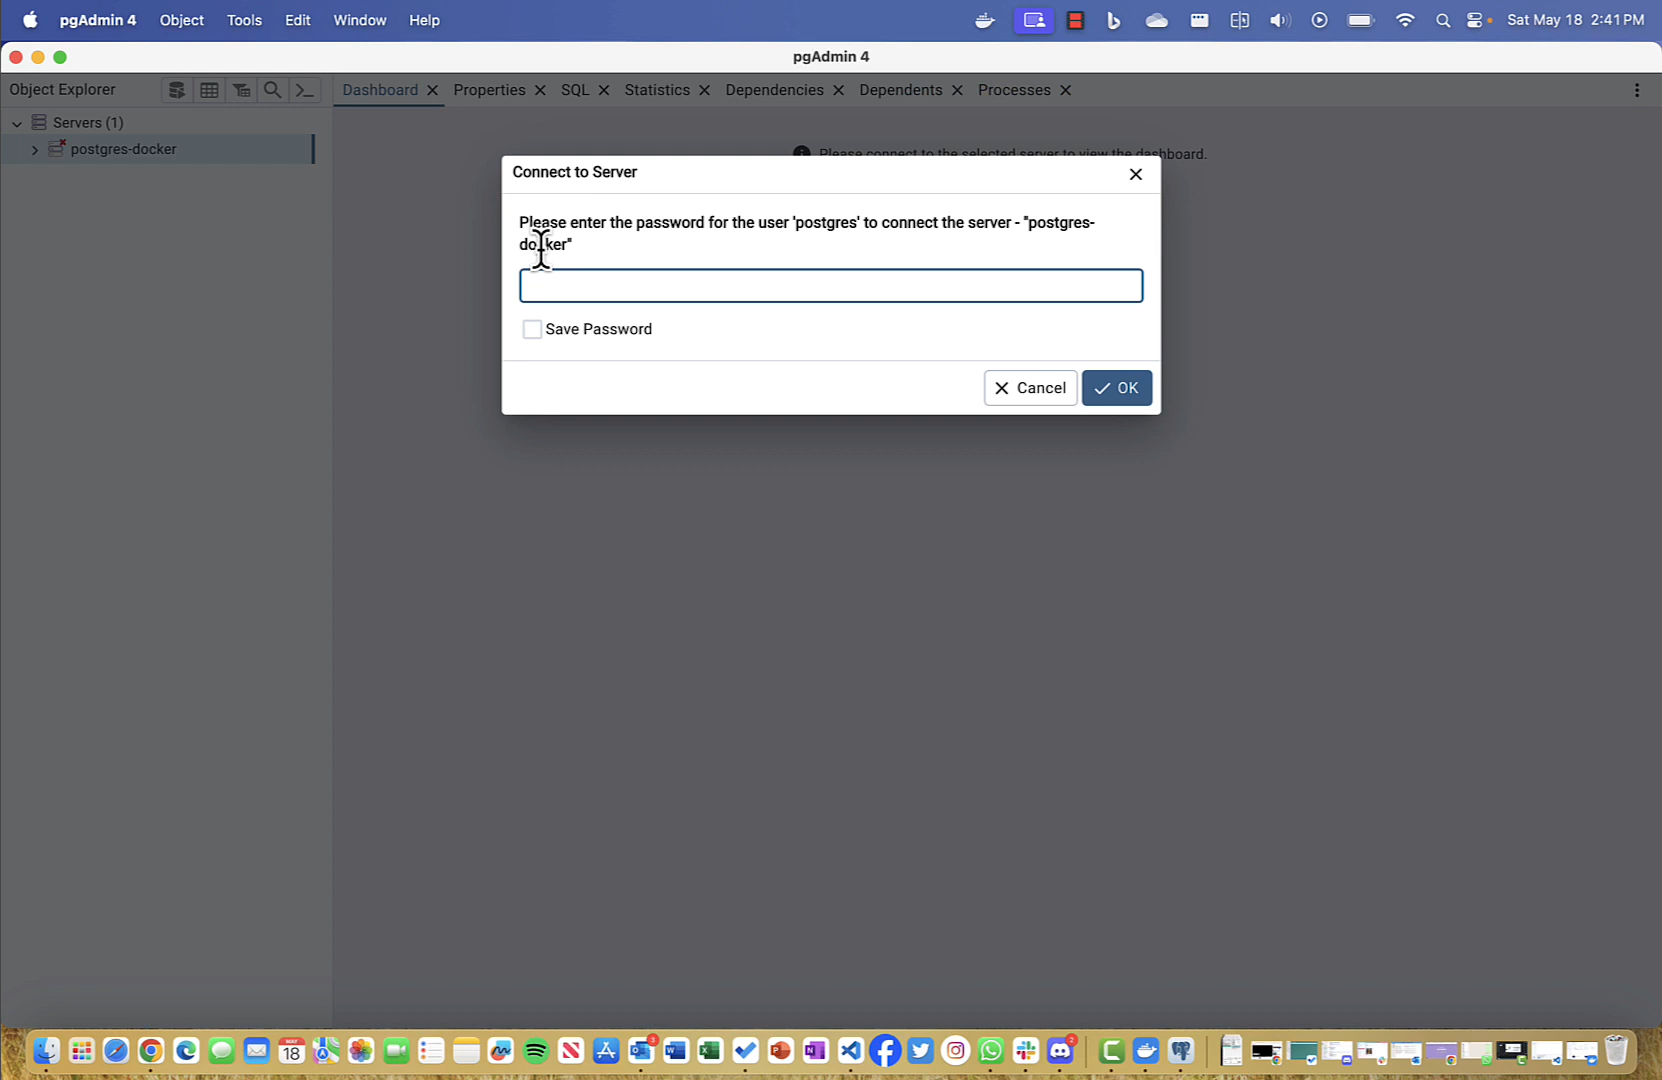 pgAdmin 4 Object Tools Edit Window Help Sat May 18 2:41 PM
pgAdmin 4
Object Explorer Dashboard Properties SQL Statistics Dependencies Dependents Processes
Servers (1)
postgres-docker
Please connect to the selected server to view the dashboard.
Connect to Server
Please enter the password for the user 'postgres' to connect the server - "postgres-
docker"
Save Password
Cancel OK
MAY
18
3
2